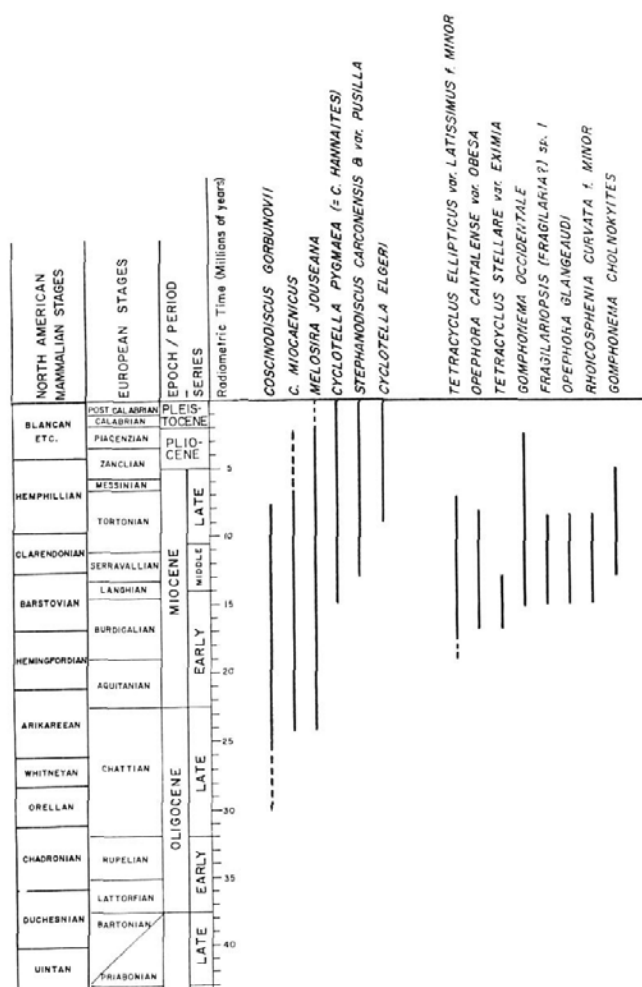 NORTH AMERICAN
MAMMALIAN STAGES
EUROPEAN STAGES
EPOCH / PERIOD
SERIES
Radiometric Time (Millions of years)
COSCINODISCUS GORBUNOVII
C. MIOCAENICUS
MELOSIRA JOUSEANA
CYCLOTELLA PYGMAEA (= C. HANNAITES)
STEPHANODISCUS CARCONENSIS & var. PUSILLA
CYCLOTELLA ELGERI
TETRACYCLUS ELLIPTICUS var. LATISSIMUS f. MINOR
OPEPHORA CANTALENSE var. OBESA
TETRACYCLUS STELLARE var. EXIMIA
GOMPHONEMA OCCIDENTALE
FRAGILARIOPSIS (FRAGILARIA?) sp. 1
OPEPHORA GLANGEAUDI
RHOICOSPHENIA CURVATA f. MINOR
GOMPHONEMA CHOLNOKYITES
BLANCAN
ETC.
HEMPHILLIAN
CLARENDONIAN
BARSTOVIAN
HEMINGFORDIAN
ARIKAREEAN
WHITNEYAN
ORELLAN
CHADRONIAN
DUCHESNIAN
UINTAN
POST CALABRIAN
CALABRIAN
PIACENZIAN
ZANCLIAN
MESSINIAN
TORTONIAN
SERRAVALLIAN
LANGHIAN
BURDIGALIAN
AQUITANIAN
CHATTIAN
RUPELIAN
LATTORFIAN
BARTONIAN
PRIABONIAN
PLEIS-
TOCENE
PLIO-
CENE
MIOCENE
OLIGOCENE
LATE
MIDDLE
EARLY
LATE
EARLY
LATE
5
10
15
20
25
30
35
40